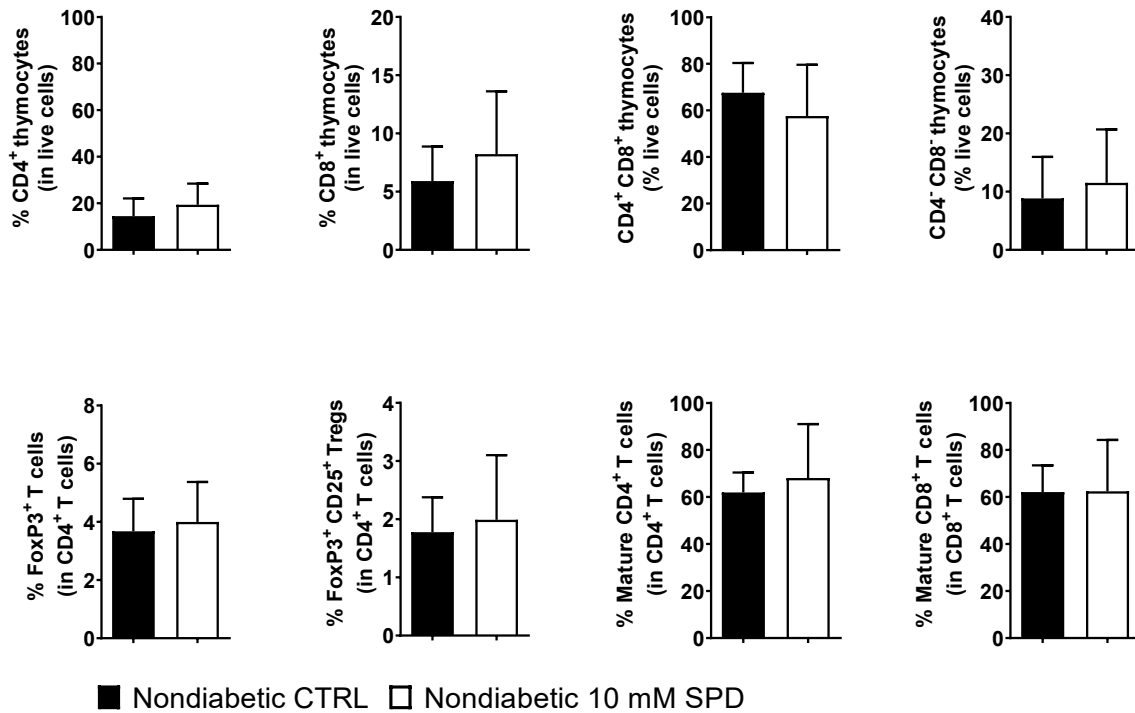 % CD4⁺ thymocytes
(in live cells)
100
80
60
40
20
0
% CD8⁺ thymocytes
(in live cells)
20
15
10
5
0
CD4⁺ CD8⁺ thymocytes
(% live cells)
100
80
60
40
20
0
CD4⁻ CD8⁻ thymocytes
(% live cells)
40
30
20
10
0
% FoxP3⁺ T cells
(in CD4⁺ T cells)
8
6
4
2
0
% FoxP3⁺ CD25⁺ Tregs
(in CD4⁺ T cells)
4
3
2
1
0
% Mature CD4⁺ T cells
(in CD4⁺ T cells)
100
80
60
40
20
0
% Mature CD8⁺ T cells
(in CD8⁺ T cells)
100
80
60
40
20
0
Nondiabetic CTRL Nondiabetic 10 mM SPD